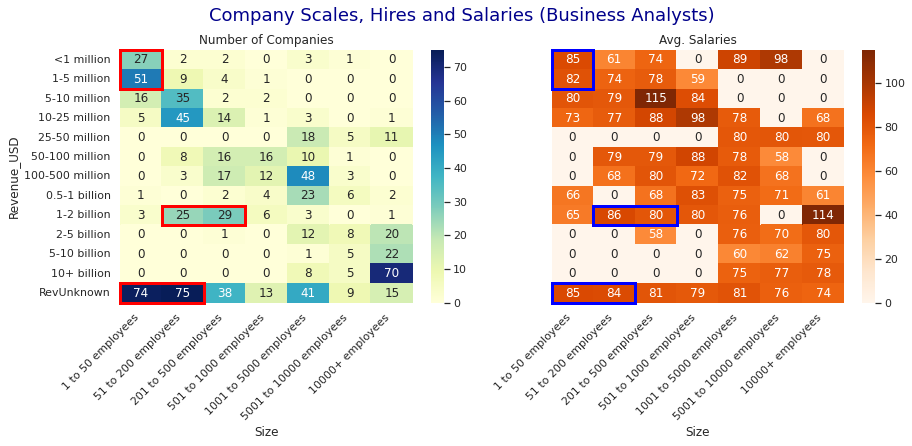 Company Scales, Hires and Salaries (Business Analysts)
Number of Companies
Revenue_USD
<1 million 27 2 2 0 3 1 0
1-5 million 51 9 4 1 0 0 0
5-10 million 16 35 2 2 0 0 0
10-25 million 5 45 14 1 3 0 1
25-50 million 0 0 0 0 18 5 11
50-100 million 0 8 16 16 10 1 0
100-500 million 0 3 17 12 48 3 0
0.5-1 billion 1 0 2 4 23 6 2
1-2 billion 3 25 29 6 3 0 1
2-5 billion 0 0 1 0 12 8 20
5-10 billion 0 0 0 0 1 5 22
10+ billion 0 0 0 0 8 5 70
RevUnknown 74 75 38 13 41 9 15
1 to 50 employees
51 to 200 employees
201 to 500 employees
501 to 1000 employees
1001 to 5000 employees
5001 to 10000 employees
10000+ employees
Size
70
60
50
40
30
20
10
0
Avg. Salaries
85 61 74 0 89 98 0
82 74 78 59 0 0 0
80 79 115 84 0 0 0
73 77 88 98 78 0 68
0 0 0 0 80 80 80
0 79 79 88 78 58 0
0 68 80 72 82 68 0
66 0 68 83 75 71 61
65 86 80 80 76 0 114
0 0 58 0 76 70 80
0 0 0 0 60 62 75
0 0 0 0 75 77 78
85 84 81 79 81 76 74
1 to 50 employees
51 to 200 employees
201 to 500 employees
501 to 1000 employees
1001 to 5000 employees
5001 to 10000 employees
10000+ employees
Size
100
80
60
40
20
0